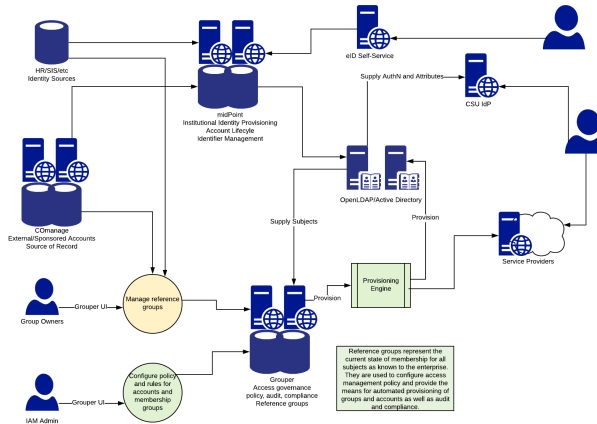 eID Self-Service
HR/SIS/etc
Identity Sources
Supply AuthN and Attributes
CSU IdP
midPoint
Institutional Identity Provisioning
Account Lifecyle
Identifier Management
OpenLDAP/Active Directory
COmanage
External/Sponsored Accounts
Source of Record
Supply Subjects
Provision
Service Providers
Provisioning
Engine
Provision
Manage reference
groups
Grouper UI
Group Owners
Grouper
Access governance
policy, audit, compliance
Reference groups
Configure policy
and rules for
accounts and
membership
groups
Grouper UI
IAM Admin
Reference groups represent the
current state of membership for all
subjects as known to the enterprise.
They are used to configure access
management policy and provide the
means for automated provisioning of
groups and accounts as well as audit
and compliance.